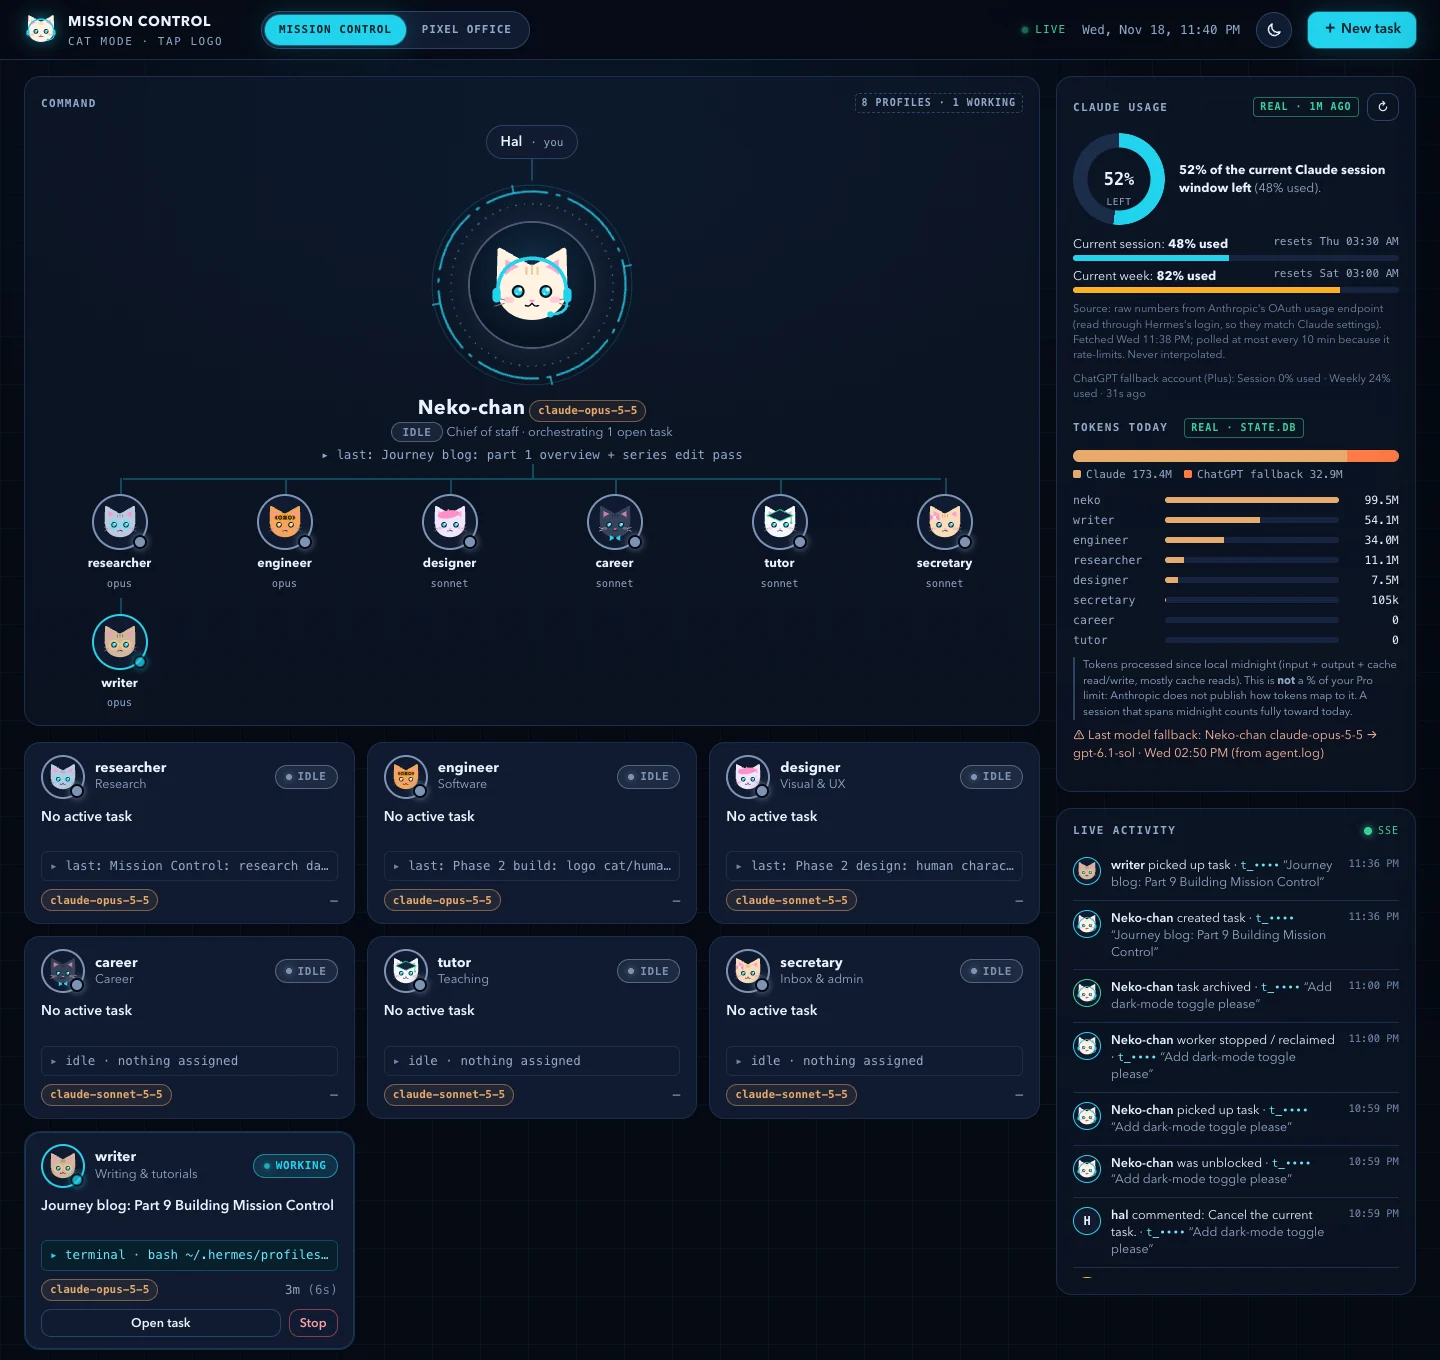 MISSION CONTROL
CAT MODE · TAP LOGO
MISSION CONTROL
PIXEL OFFICE
LIVE
Wed, Nov 18, 11:40 PM
+ New task
COMMAND
8 PROFILES · 1 WORKING
Hal · you
Neko-chan claude-opus-5-5
IDLE Chief of staff · orchestrating 1 open task
▸ last: Journey blog: part 1 overview + series edit pass
researcher
opus
engineer
opus
designer
sonnet
career
sonnet
tutor
sonnet
secretary
sonnet
writer
opus
researcher
Research
IDLE
No active task
▸ last: Mission Control: research da…
claude-opus-5-5
—
engineer
Software
IDLE
No active task
▸ last: Phase 2 build: logo cat/huma…
claude-opus-5-5
—
designer
Visual & UX
IDLE
No active task
▸ last: Phase 2 design: human charac…
claude-sonnet-5-5
—
career
Career
IDLE
No active task
▸ idle · nothing assigned
claude-sonnet-5-5
—
tutor
Teaching
IDLE
No active task
▸ idle · nothing assigned
claude-sonnet-5-5
—
secretary
Inbox & admin
IDLE
No active task
▸ idle · nothing assigned
claude-sonnet-5-5
—
writer
Writing & tutorials
WORKING
Journey blog: Part 9 Building Mission Control
▸ terminal · bash ~/.hermes/profiles…
claude-opus-5-5
3m (6s)
Open task
Stop
CLAUDE USAGE
REAL · 1M AGO
52%
LEFT
52% of the current Claude session
window left (48% used).
Current session: 48% used
resets Thu 03:30 AM
Current week: 82% used
resets Sat 03:00 AM
Source: raw numbers from Anthropic's OAuth usage endpoint
(read through Hermes's login, so they match Claude settings).
Fetched Wed 11:38 PM; polled at most every 10 min because it
rate-limits. Never interpolated.
ChatGPT fallback account (Plus): Session 0% used · Weekly 24%
used · 31s ago
TOKENS TODAY
REAL · STATE.DB
Claude 173.4M
ChatGPT fallback 32.9M
neko 99.5M
writer 54.1M
engineer 34.0M
researcher 11.1M
designer 7.5M
secretary 105k
career 0
tutor 0
Tokens processed since local midnight (input + output + cache
read/write, mostly cache reads). This is not a % of your Pro
limit: Anthropic does not publish how tokens map to it. A
session that spans midnight counts fully toward today.
⚠ Last model fallback: Neko-chan claude-opus-5-5 →
gpt-6.1-sol · Wed 02:50 PM (from agent.log)
LIVE ACTIVITY
SSE
writer picked up task · t_•••• “Journey
blog: Part 9 Building Mission Control”
11:36 PM
Neko-chan created task · t_••••
“Journey blog: Part 9 Building Mission
Control”
11:36 PM
Neko-chan task archived · t_•••• “Add
dark-mode toggle please”
11:00 PM
Neko-chan worker stopped / reclaimed
· t_•••• “Add dark-mode toggle
please”
11:00 PM
Neko-chan picked up task · t_••••
“Add dark-mode toggle please”
10:59 PM
Neko-chan was unblocked · t_••••
“Add dark-mode toggle please”
10:59 PM
H
hal commented: Cancel the current
task. · t_•••• “Add dark-mode toggle
please”
10:59 PM